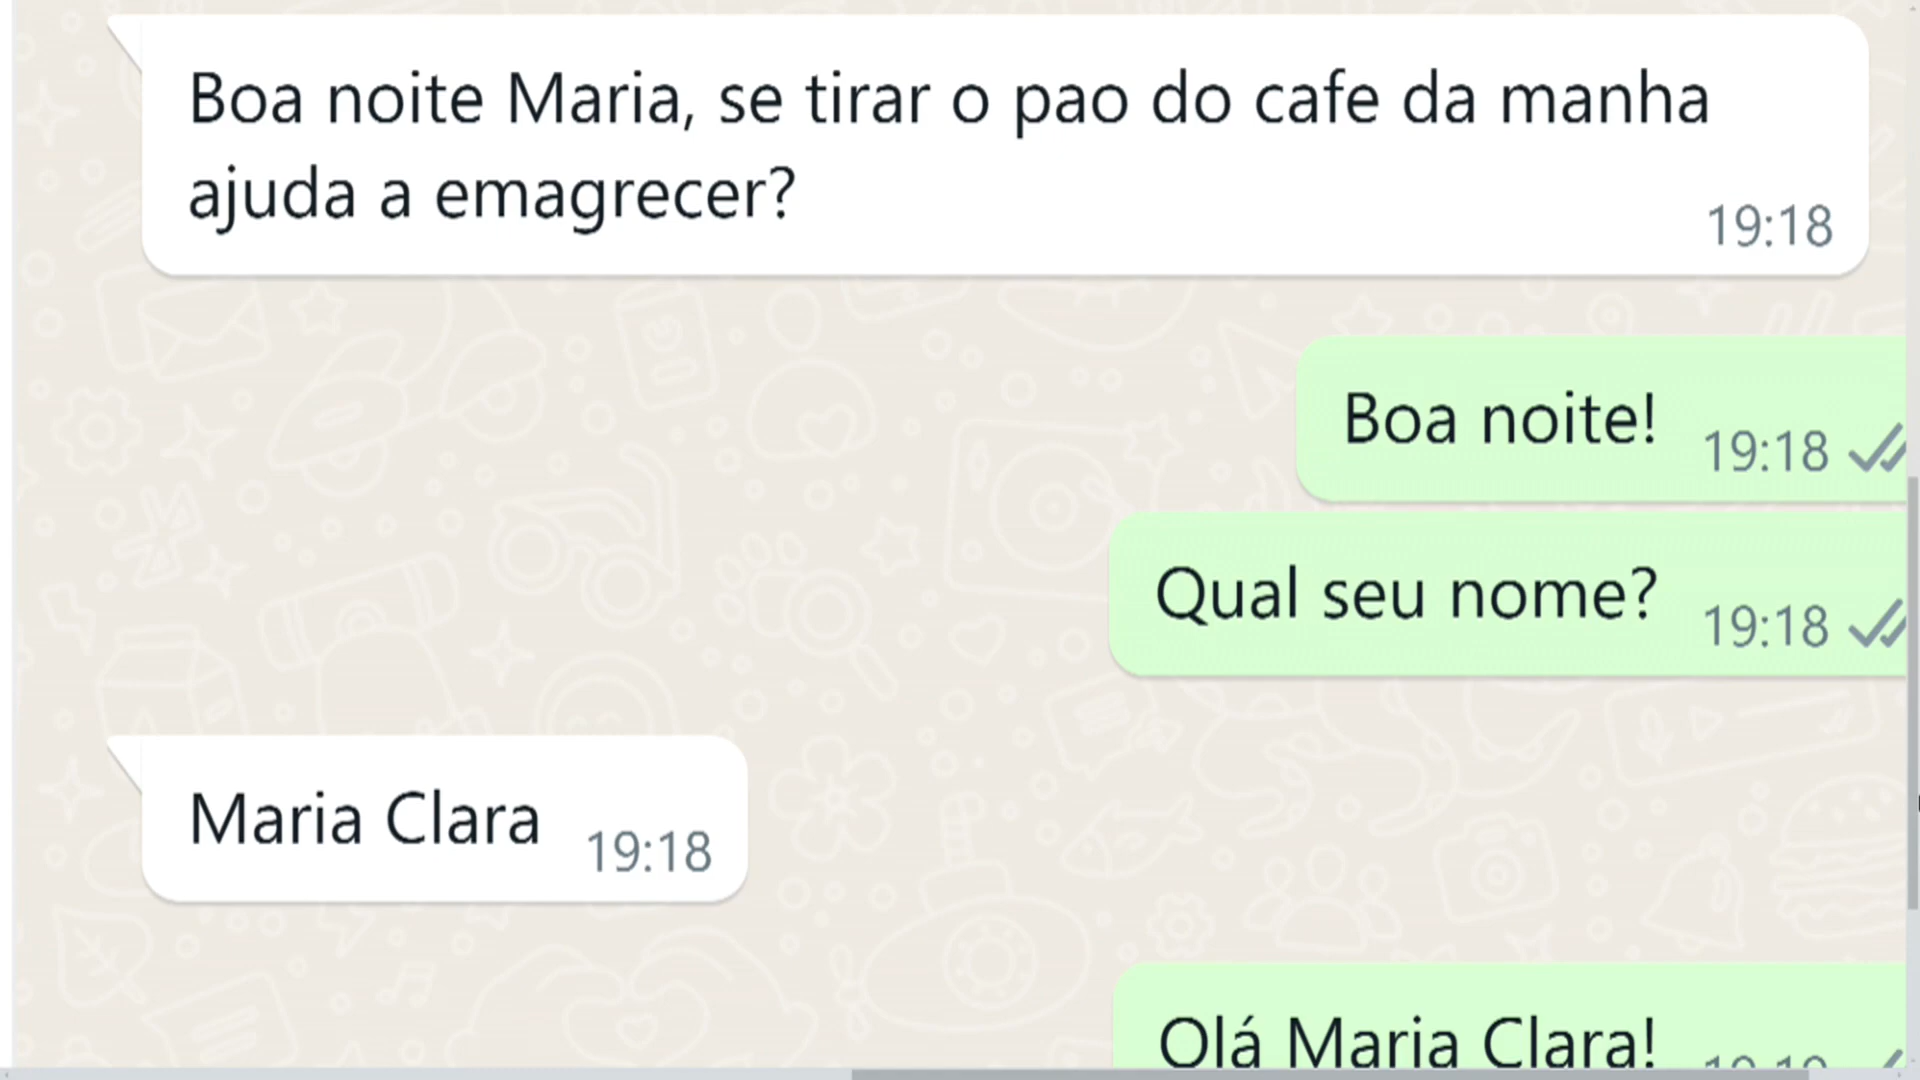 Boa noite Maria, se tirar o pao do cafe da manha
ajuda a emagrecer?
19:18
Boa noite!
19:18
Qual seu nome?
19:18
Maria Clara
19:18
Olá Maria Clara!